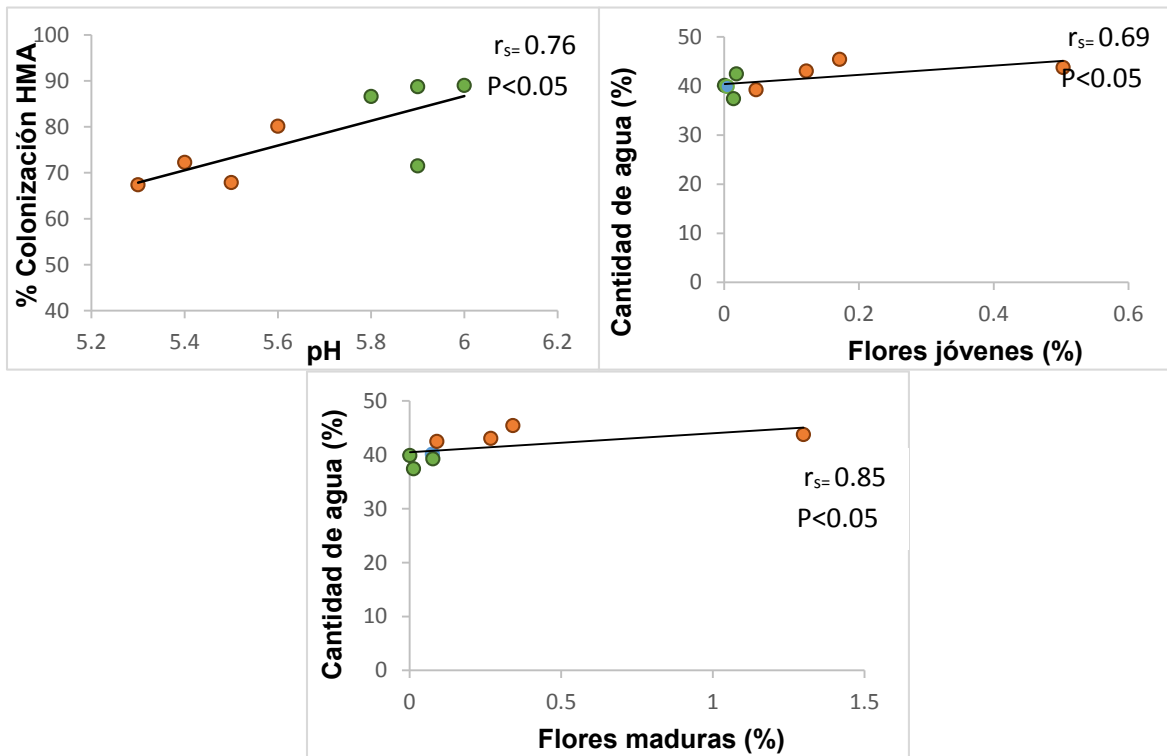 % Colonización HMA
100
90
80
70
60
50
40
5.2
5.4
5.6
5.8
6
6.2
pH
rs= 0.76
P<0.05
Cantidad de agua (%)
50
40
30
20
10
0
0
0.2
0.4
0.6
Flores jóvenes (%)
rs= 0.69
P<0.05
Cantidad de agua (%)
50
40
30
20
10
0
0
0.5
1
1.5
Flores maduras (%)
rs= 0.85
P<0.05